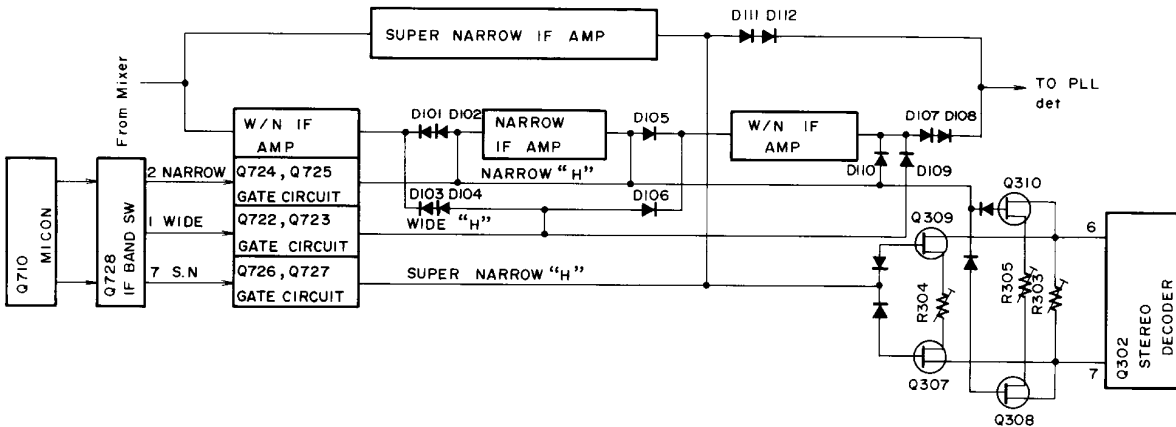 D111 D112
SUPER NARROW IF AMP
From Mixer
TO PLL
det
D101 D102
D105
D107 D108
W/N IF
AMP
NARROW
IF AMP
W/N IF
AMP
2 NARROW
Q724, Q725
GATE CIRCUIT
NARROW "H"
D110
D109
Q310
D103 D104
D106
WIDE "H"
Q309
1 WIDE
Q722, Q723
GATE CIRCUIT
6
Q710
MICON
Q728
IF BAND SW
7 S.N
Q726, Q727
GATE CIRCUIT
SUPER NARROW "H"
R304
R305
R303
Q302
STEREO
DECODER
7
Q307
Q308